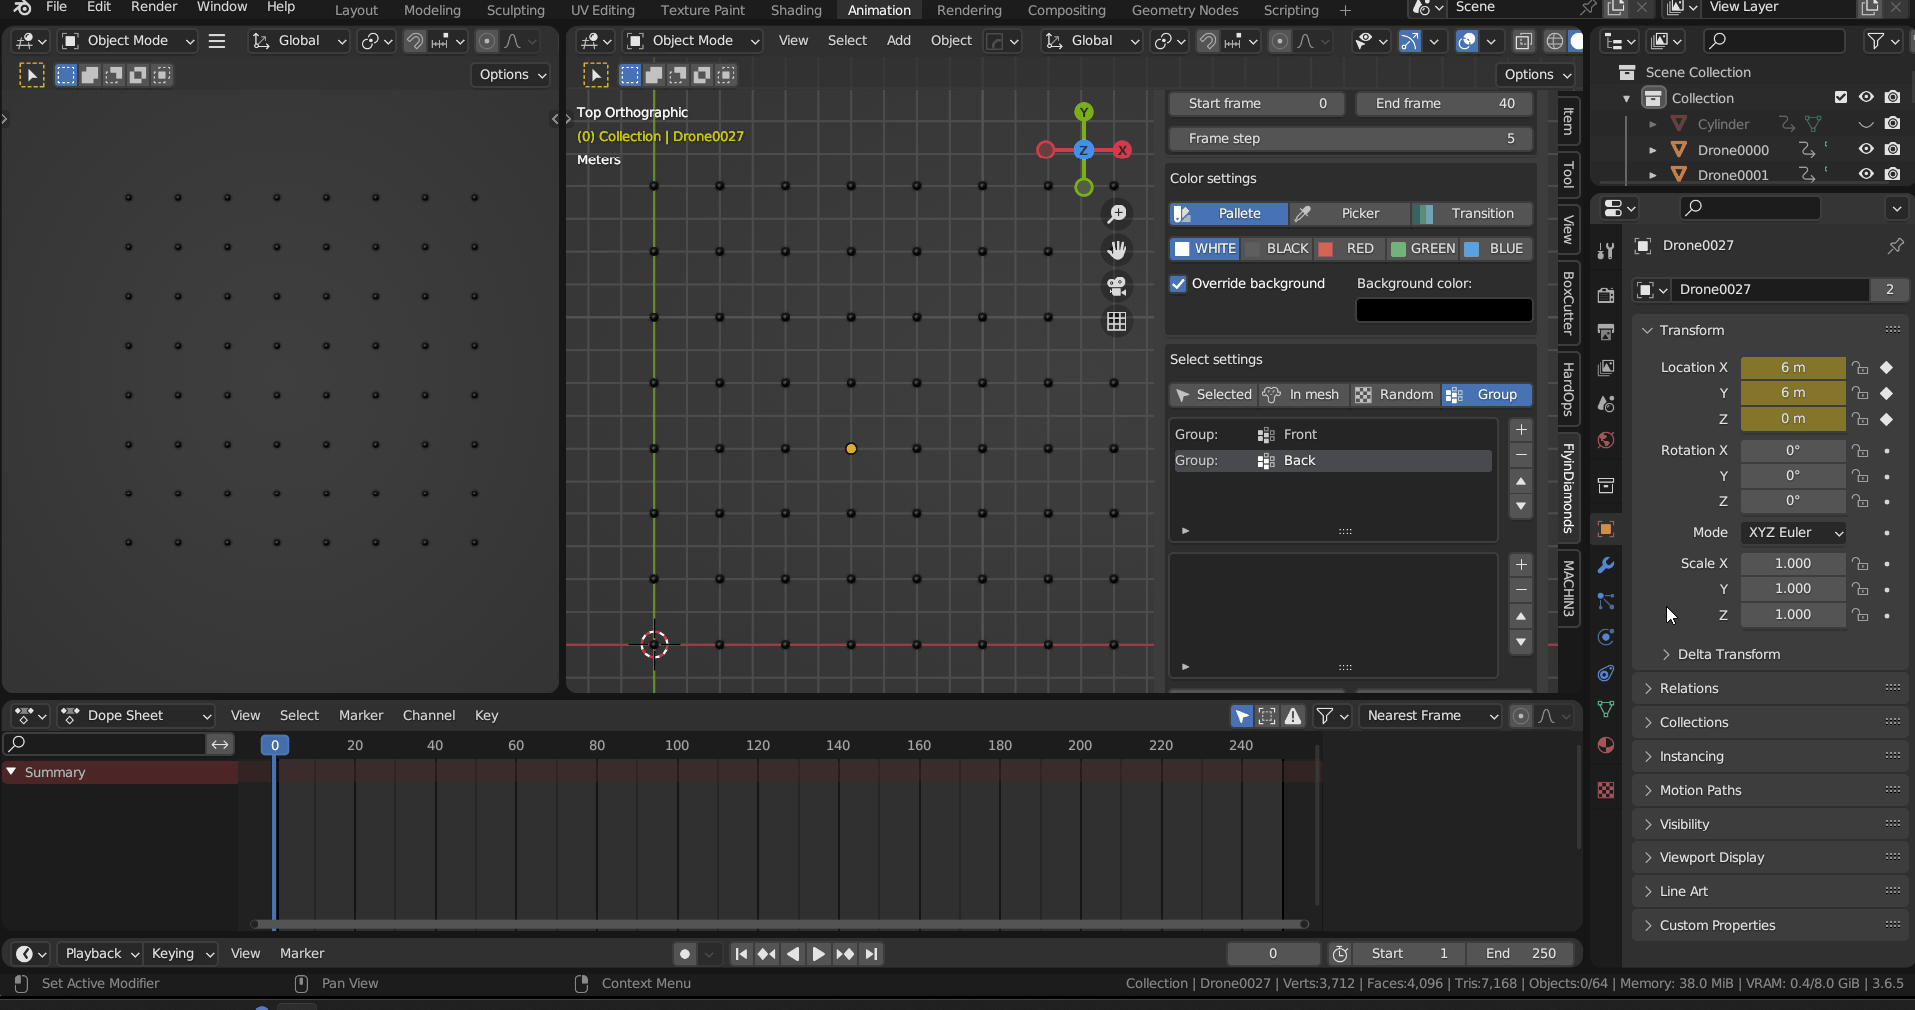 File Edit Render Window Help Layout Modeling Sculpting UV Editing Texture Paint Shading Animation Rendering Compositing Geometry Nodes Scripting + Scene View Layer
Object Mode Global Object Mode View Select Add Object Global
Options Options
Top Orthographic
(0) Collection | Drone0027
Meters
Y
X
Z
Start frame 0 End frame 40
Frame step 5
Color settings
Pallete Picker Transition
WHITE BLACK RED GREEN BLUE
Override background Background color:
Select settings
Selected In mesh Random Group
Group: Front
Group: Back
Item
Tool
View
BoxCutter
HardOps
FlyinDiamonds
MACHIN3
Scene Collection
Collection
Cylinder
Drone0000
Drone0001
Drone0027
Drone0027 2
Transform
Location X 6 m
Y 6 m
Z 0 m
Rotation X 0°
Y 0°
Z 0°
Mode XYZ Euler
Scale X 1.000
Y 1.000
Z 1.000
Delta Transform
Relations
Collections
Instancing
Motion Paths
Visibility
Viewport Display
Line Art
Custom Properties
Dope Sheet View Select Marker Channel Key Nearest Frame
0 20 40 60 80 100 120 140 160 180 200 220 240
Summary
Playback Keying View Marker 0 Start 1 End 250
Set Active Modifier Pan View Context Menu Collection | Drone0027 | Verts:3,712 | Faces:4,096 | Tris:7,168 | Objects:0/64 | Memory: 38.0 MiB | VRAM: 0.4/8.0 GiB | 3.6.5